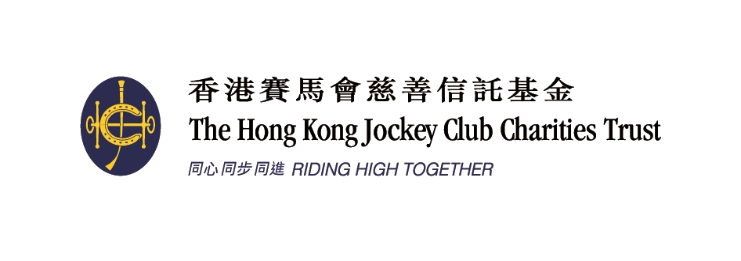 香港賽馬會慈善信託基金
The Hong Kong Jockey Club Charities Trust
同心同步同進 RIDING HIGH TOGETHER